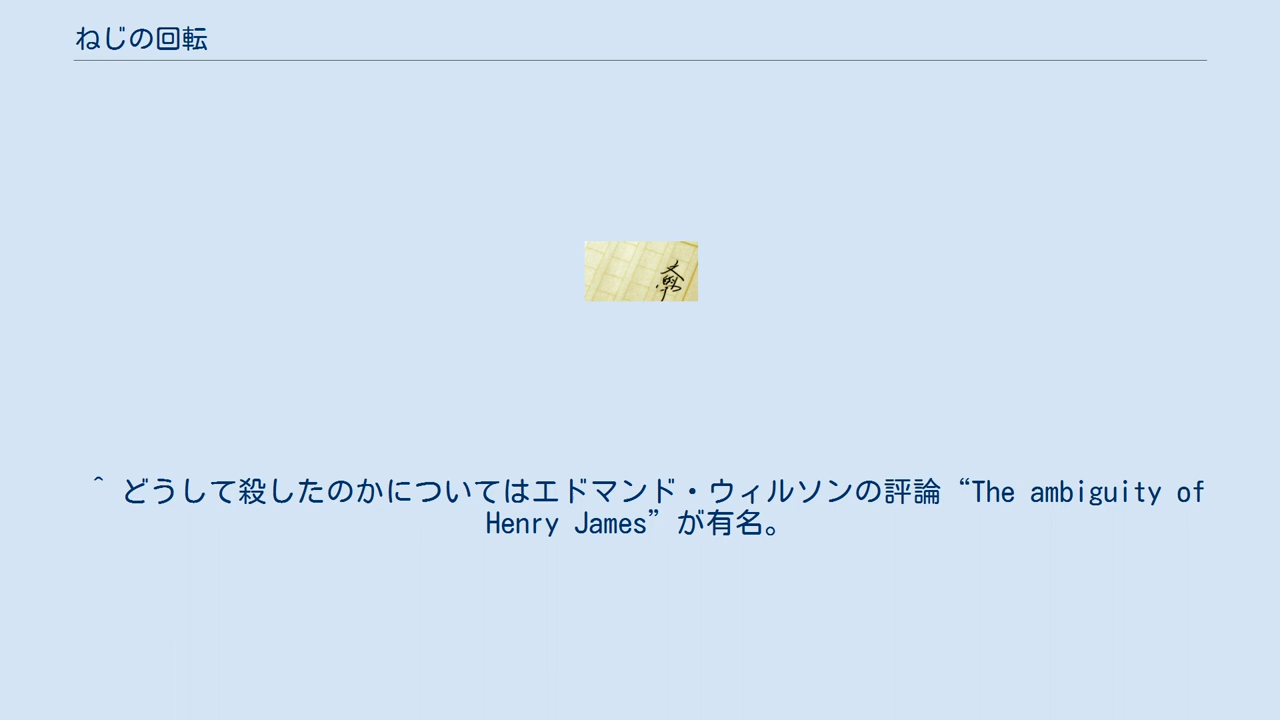 ねじの回転
^ どうして殺したのかについてはエドマンド・ウィルソンの評論“The ambiguity of
Henry James”が有名。